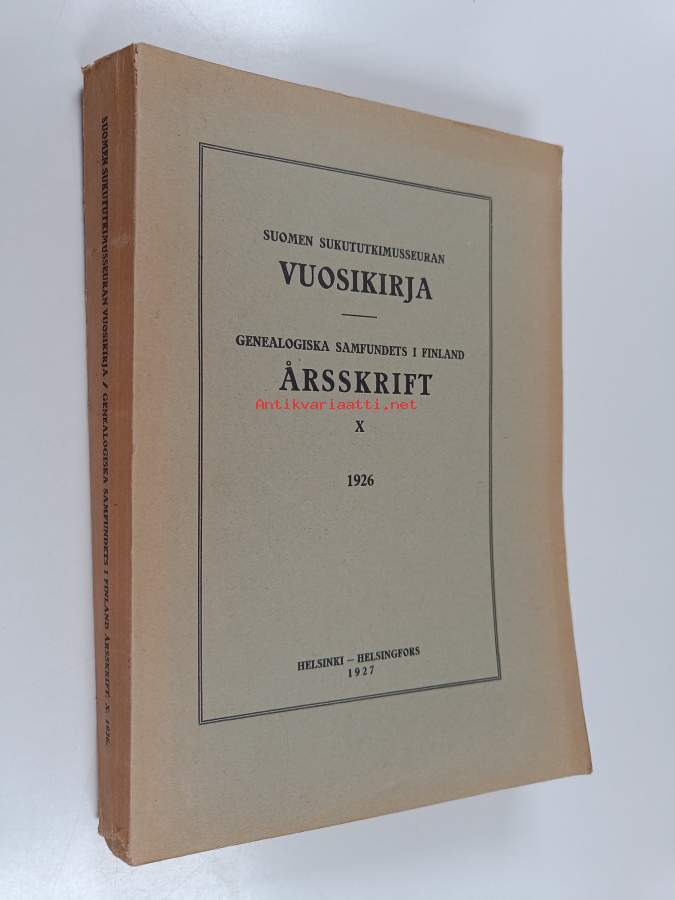 SUOMEN SUKUTUTKIMUSSEURAN
VUOSIKIRJA
GENEALOGISKA SAMFUNDETS I FINLAND
ÅRSSKRIFT
Antikvariaatti.net
X
1926
HELSINKI – HELSINGFORS
1927
SUOMEN SUKUTUTKIMUSSEURAN VUOSIKIRJA / GENEALOGISKA SAMFUNDETS I FINLAND ÅRSSKRIFT. X. 1926.